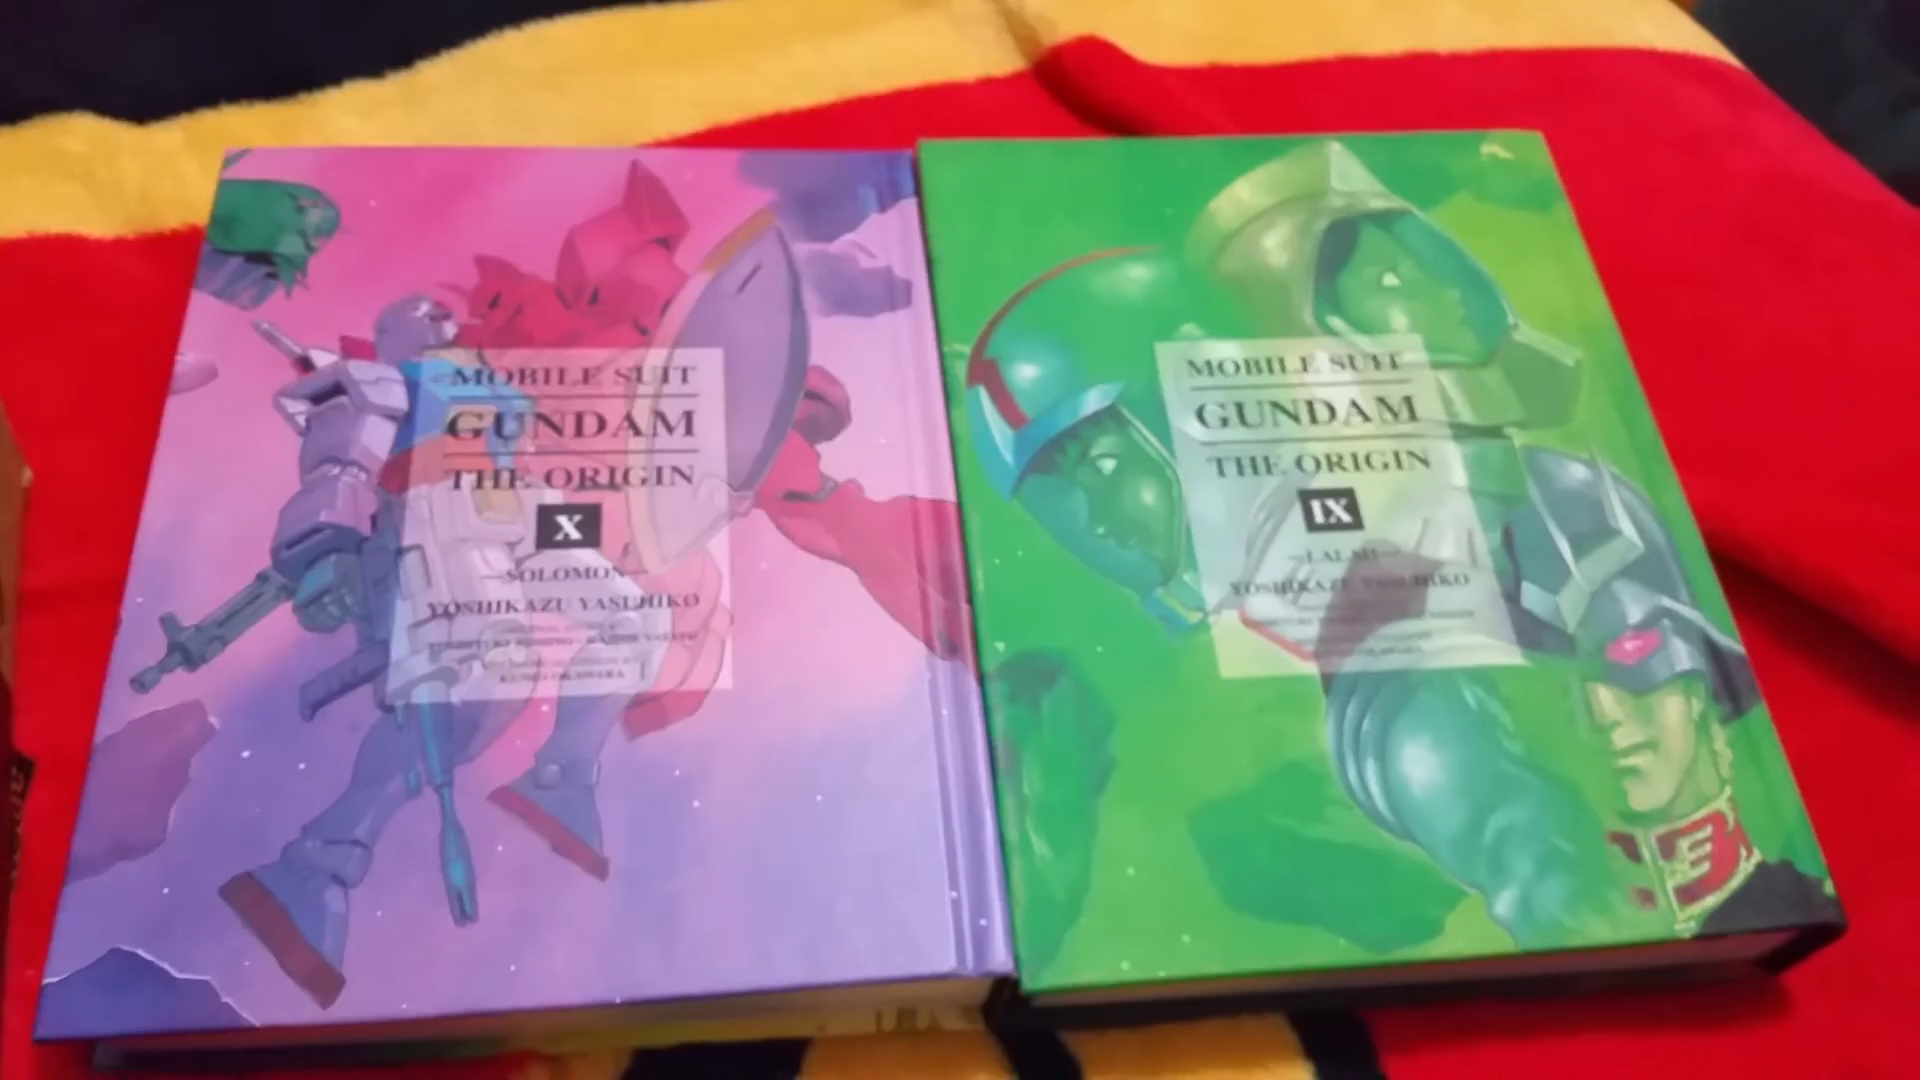 MOBILE SUIT
GUNDAM
THE ORIGIN
X
—SOLOMON—
YOSHIKAZU YASUHIKO
MOBILE SUIT
GUNDAM
THE ORIGIN
IX
—LALAH—
YOSHIKAZU YASUHIKO